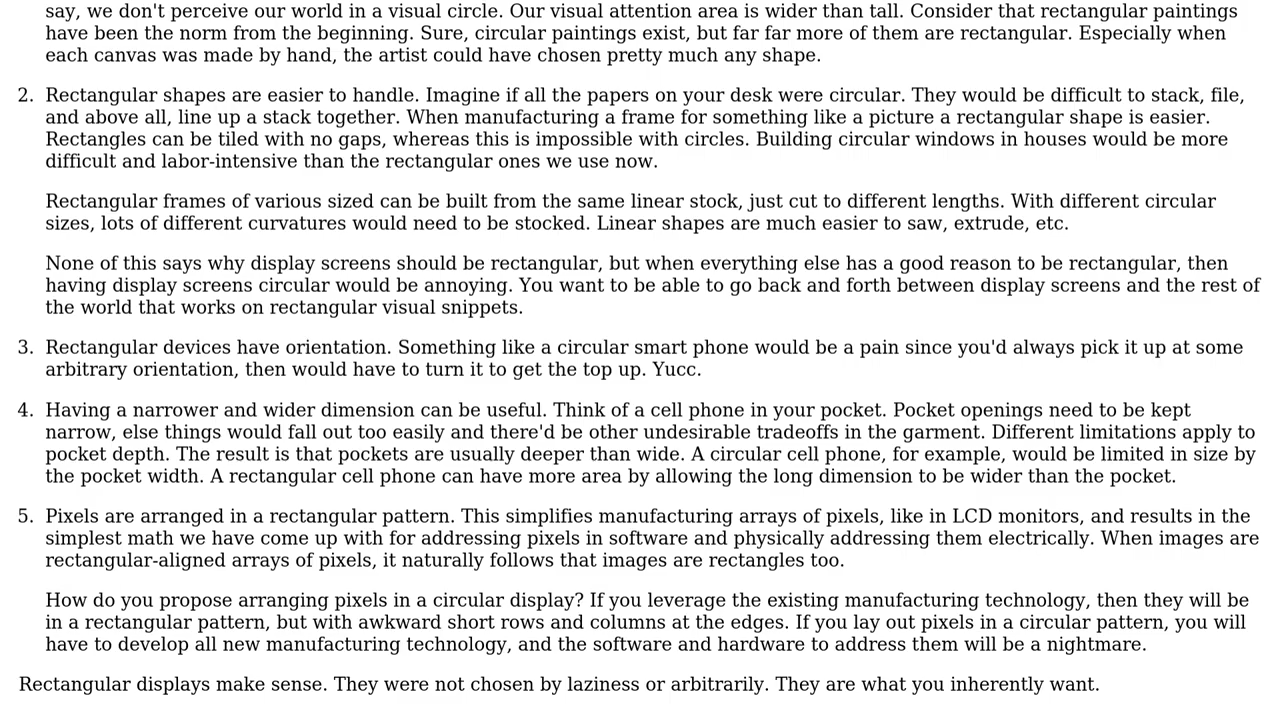 say, we don't perceive our world in a visual circle. Our visual attention area is wider than tall. Consider that rectangular paintings
have been the norm from the beginning. Sure, circular paintings exist, but far far more of them are rectangular. Especially when
each canvas was made by hand, the artist could have chosen pretty much any shape.
2. Rectangular shapes are easier to handle. Imagine if all the papers on your desk were circular. They would be difficult to stack, file,
and above all, line up a stack together. When manufacturing a frame for something like a picture a rectangular shape is easier.
Rectangles can be tiled with no gaps, whereas this is impossible with circles. Building circular windows in houses would be more
difficult and labor-intensive than the rectangular ones we use now.
Rectangular frames of various sized can be built from the same linear stock, just cut to different lengths. With different circular
sizes, lots of different curvatures would need to be stocked. Linear shapes are much easier to saw, extrude, etc.
None of this says why display screens should be rectangular, but when everything else has a good reason to be rectangular, then
having display screens circular would be annoying. You want to be able to go back and forth between display screens and the rest of
the world that works on rectangular visual snippets.
3. Rectangular devices have orientation. Something like a circular smart phone would be a pain since you'd always pick it up at some
arbitrary orientation, then would have to turn it to get the top up. Yucc.
4. Having a narrower and wider dimension can be useful. Think of a cell phone in your pocket. Pocket openings need to be kept
narrow, else things would fall out too easily and there'd be other undesirable tradeoffs in the garment. Different limitations apply to
pocket depth. The result is that pockets are usually deeper than wide. A circular cell phone, for example, would be limited in size by
the pocket width. A rectangular cell phone can have more area by allowing the long dimension to be wider than the pocket.
5. Pixels are arranged in a rectangular pattern. This simplifies manufacturing arrays of pixels, like in LCD monitors, and results in the
simplest math we have come up with for addressing pixels in software and physically addressing them electrically. When images are
rectangular-aligned arrays of pixels, it naturally follows that images are rectangles too.
How do you propose arranging pixels in a circular display? If you leverage the existing manufacturing technology, then they will be
in a rectangular pattern, but with awkward short rows and columns at the edges. If you lay out pixels in a circular pattern, you will
have to develop all new manufacturing technology, and the software and hardware to address them will be a nightmare.
Rectangular displays make sense. They were not chosen by laziness or arbitrarily. They are what you inherently want.